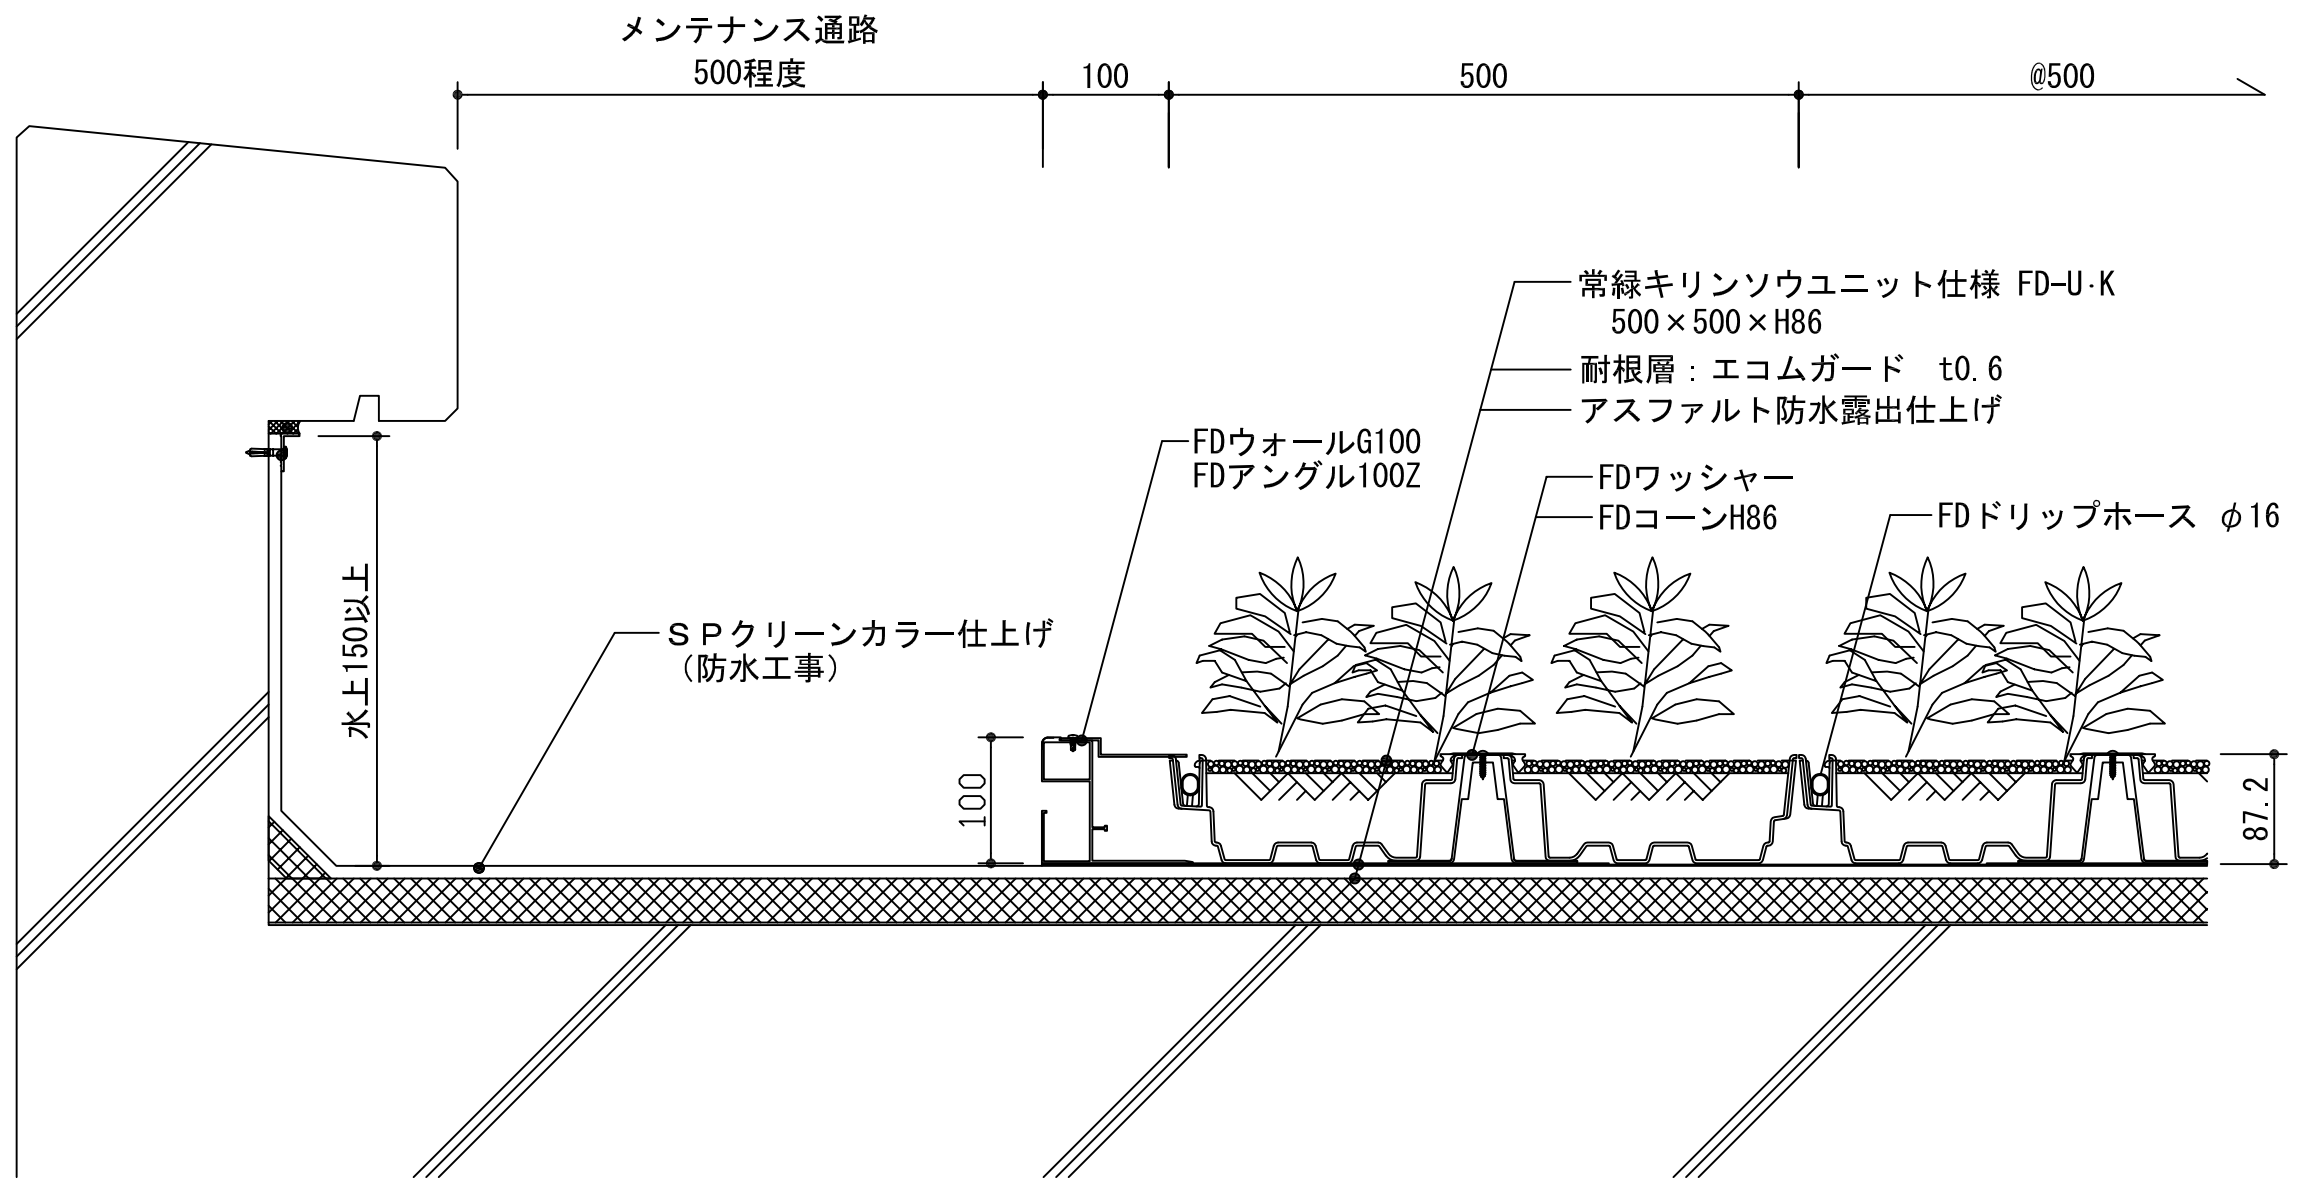 メンテナンス通路
500程度
100
500
@500
常緑キリンソウユニット仕様 FD-U·K
500×500×H86
耐根層：エコムガード　t0.6
アスファルト防水露出仕上げ
FDウォールG100
FDアングル100Z
FDワッシャー
FDコーンH86
FDドリップホース φ16
水上150以上
ＳＰクリーンカラー仕上げ
（防水工事）
100
87.2